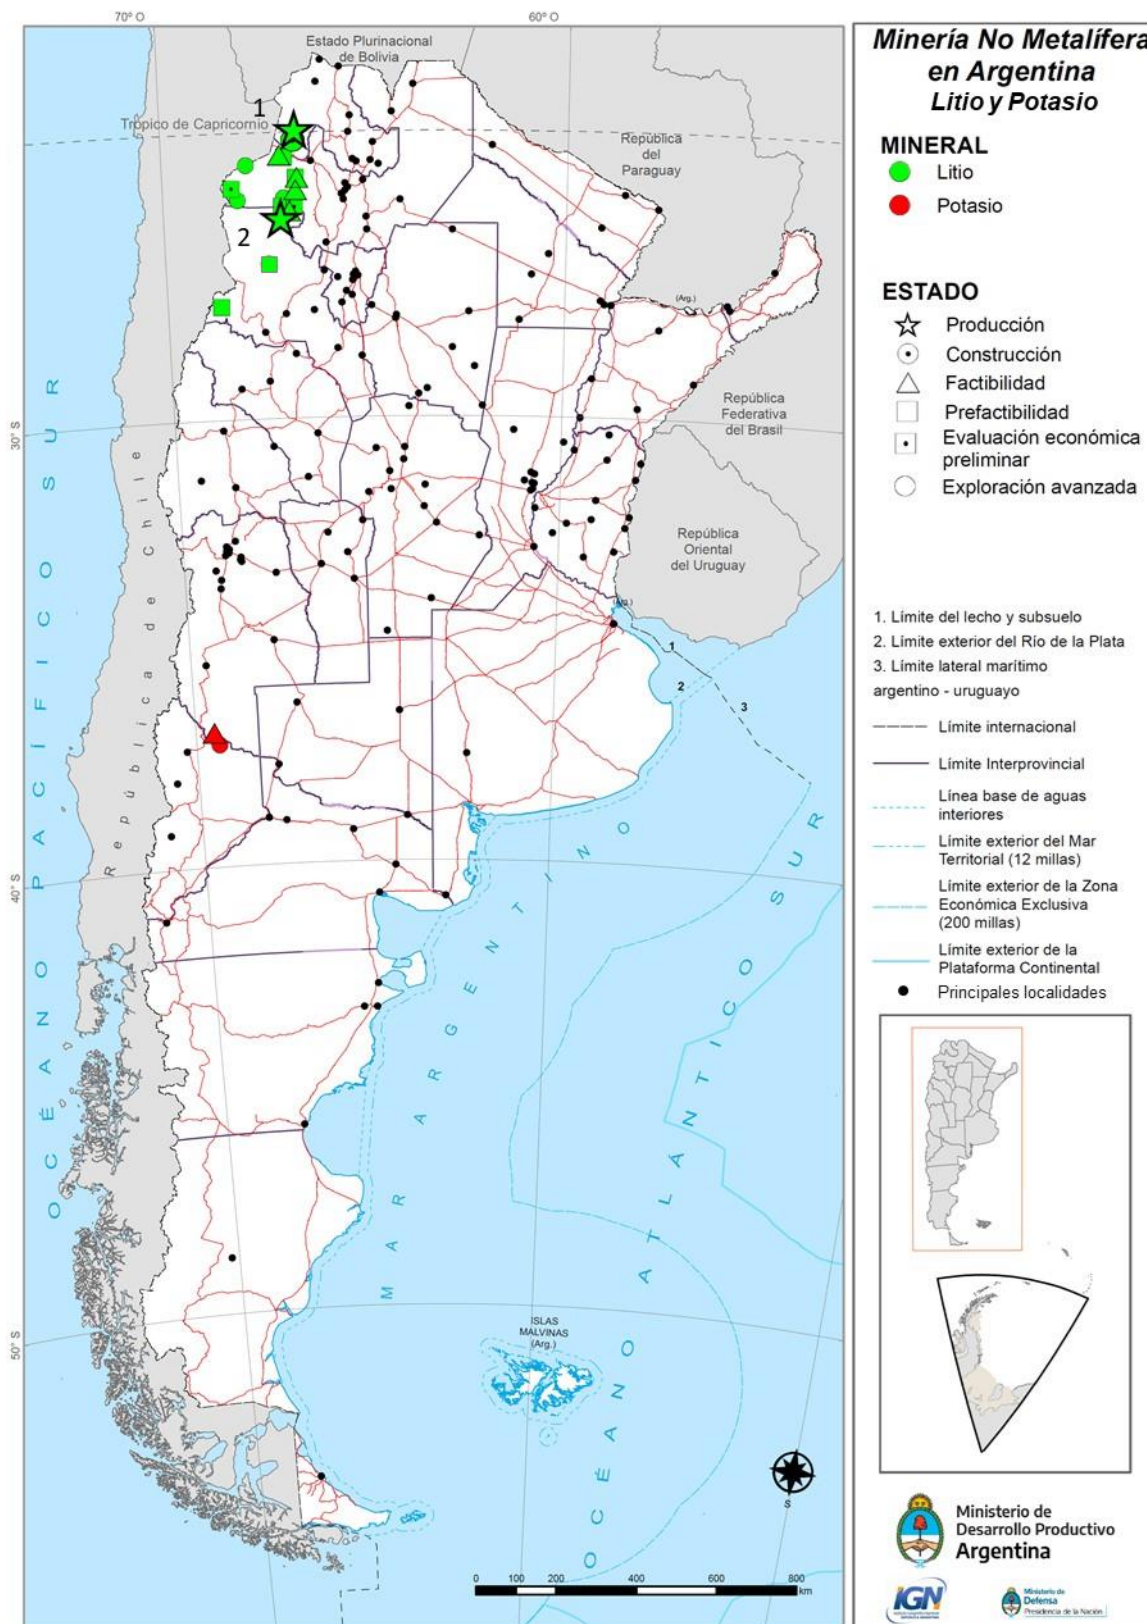 70° O
60° O
Estado Plurinacional
de Bolivia
1
Trópico de Capricornio
República
del
Paraguay
2
(Arg.)
30° S
República
Federativa
del Brasil
República
Oriental
del Uruguay
(Arg.)
1
2
3
República de Chile
OCÉANO PACÍFICO SUR
40° S
MAR ARGENTINO
OCÉANO ATLÁNTICO SUR
50° S
ISLAS
MALVINAS
(Arg.)
S
0 200 400 600 800
km
Minería No Metalífera
en Argentina
Litio y Potasio
MINERAL
Litio
Potasio
ESTADO
Producción
Construcción
Factibilidad
Prefactibilidad
Evaluación económica
preliminar
Exploración avanzada
1. Límite del lecho y subsuelo
2. Límite exterior del Río de la Plata
3. Límite lateral marítimo
argentino - uruguayo
Límite internacional
Límite Interprovincial
Línea base de aguas
interiores
Límite exterior del Mar
Territorial (12 millas)
Límite exterior de la Zona
Económica Exclusiva
(200 millas)
Límite exterior de la
Plataforma Continental
Principales localidades
Ministerio de
Desarrollo Productivo
Argentina
IGN
Ministerio de
Defensa
Presidencia de la Nación